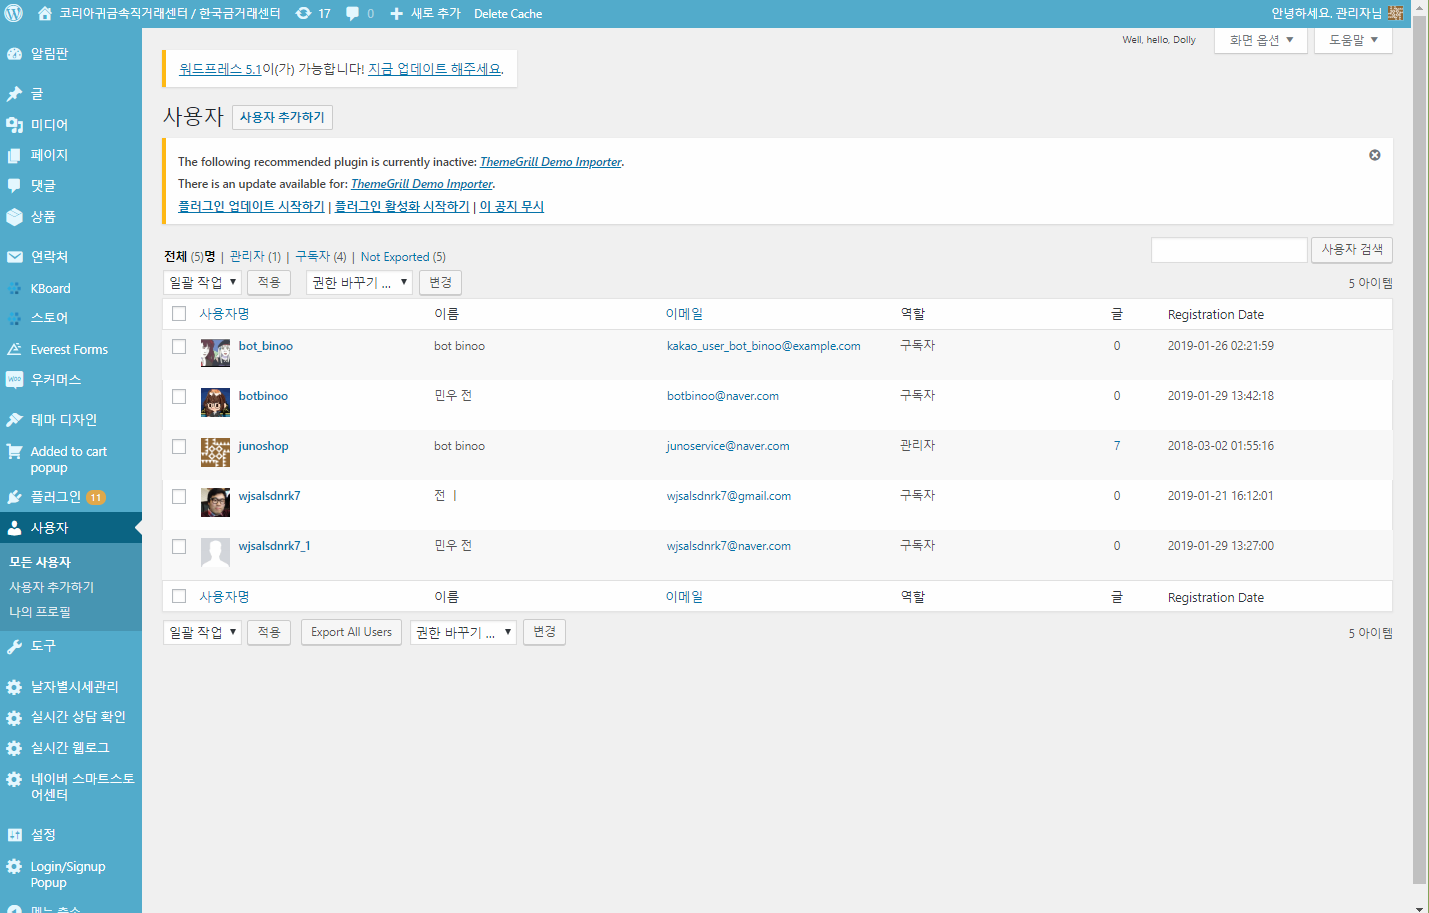 코리아귀금속직거래센터 / 한국금거래센터 17 0 새로 추가 Delete Cache 안녕하세요, 관리자님
Well, hello, Dolly 화면 옵션 ▼ 도움말 ▼
알림판
글
미디어
페이지
댓글
상품
연락처
KBoard
스토어
Everest Forms
우커머스
테마 디자인
Added to cart
popup
플러그인 11
사용자
모든 사용자
사용자 추가하기
나의 프로필
도구
날자별시세관리
실시간 상담 확인
실시간 웹로그
네이버 스마트스토
어센터
설정
Login/Signup
Popup
워드프레스 5.1이(가) 가능합니다! 지금 업데이트 해주세요.
사용자 사용자 추가하기
The following recommended plugin is currently inactive: ThemeGrill Demo Importer.
There is an update available for: ThemeGrill Demo Importer.
플러그인 업데이트 시작하기 | 플러그인 활성화 시작하기 | 이 공지 무시
전체 (5)명 | 관리자 (1) | 구독자 (4) | Not Exported (5) 사용자 검색
일괄 작업 ▼ 적용 권한 바꾸기 ... ▼ 변경 5 아이템
사용자명 이름 이메일 역할 글 Registration Date
bot_binoo bot binoo kakao_user_bot_binoo@example.com 구독자 0 2019-01-26 02:21:59
botbinoo 민우 전 botbinoo@naver.com 구독자 0 2019-01-29 13:42:18
junoshop bot binoo junoservice@naver.com 관리자 7 2018-03-02 01:55:16
wjsalsdnrk7 전 ㅣ wjsalsdnrk7@gmail.com 구독자 0 2019-01-21 16:12:01
wjsalsdnrk7_1 민우 전 wjsalsdnrk7@naver.com 구독자 0 2019-01-29 13:27:00
사용자명 이름 이메일 역할 글 Registration Date
일괄 작업 ▼ 적용 Export All Users 권한 바꾸기 ... ▼ 변경 5 아이템